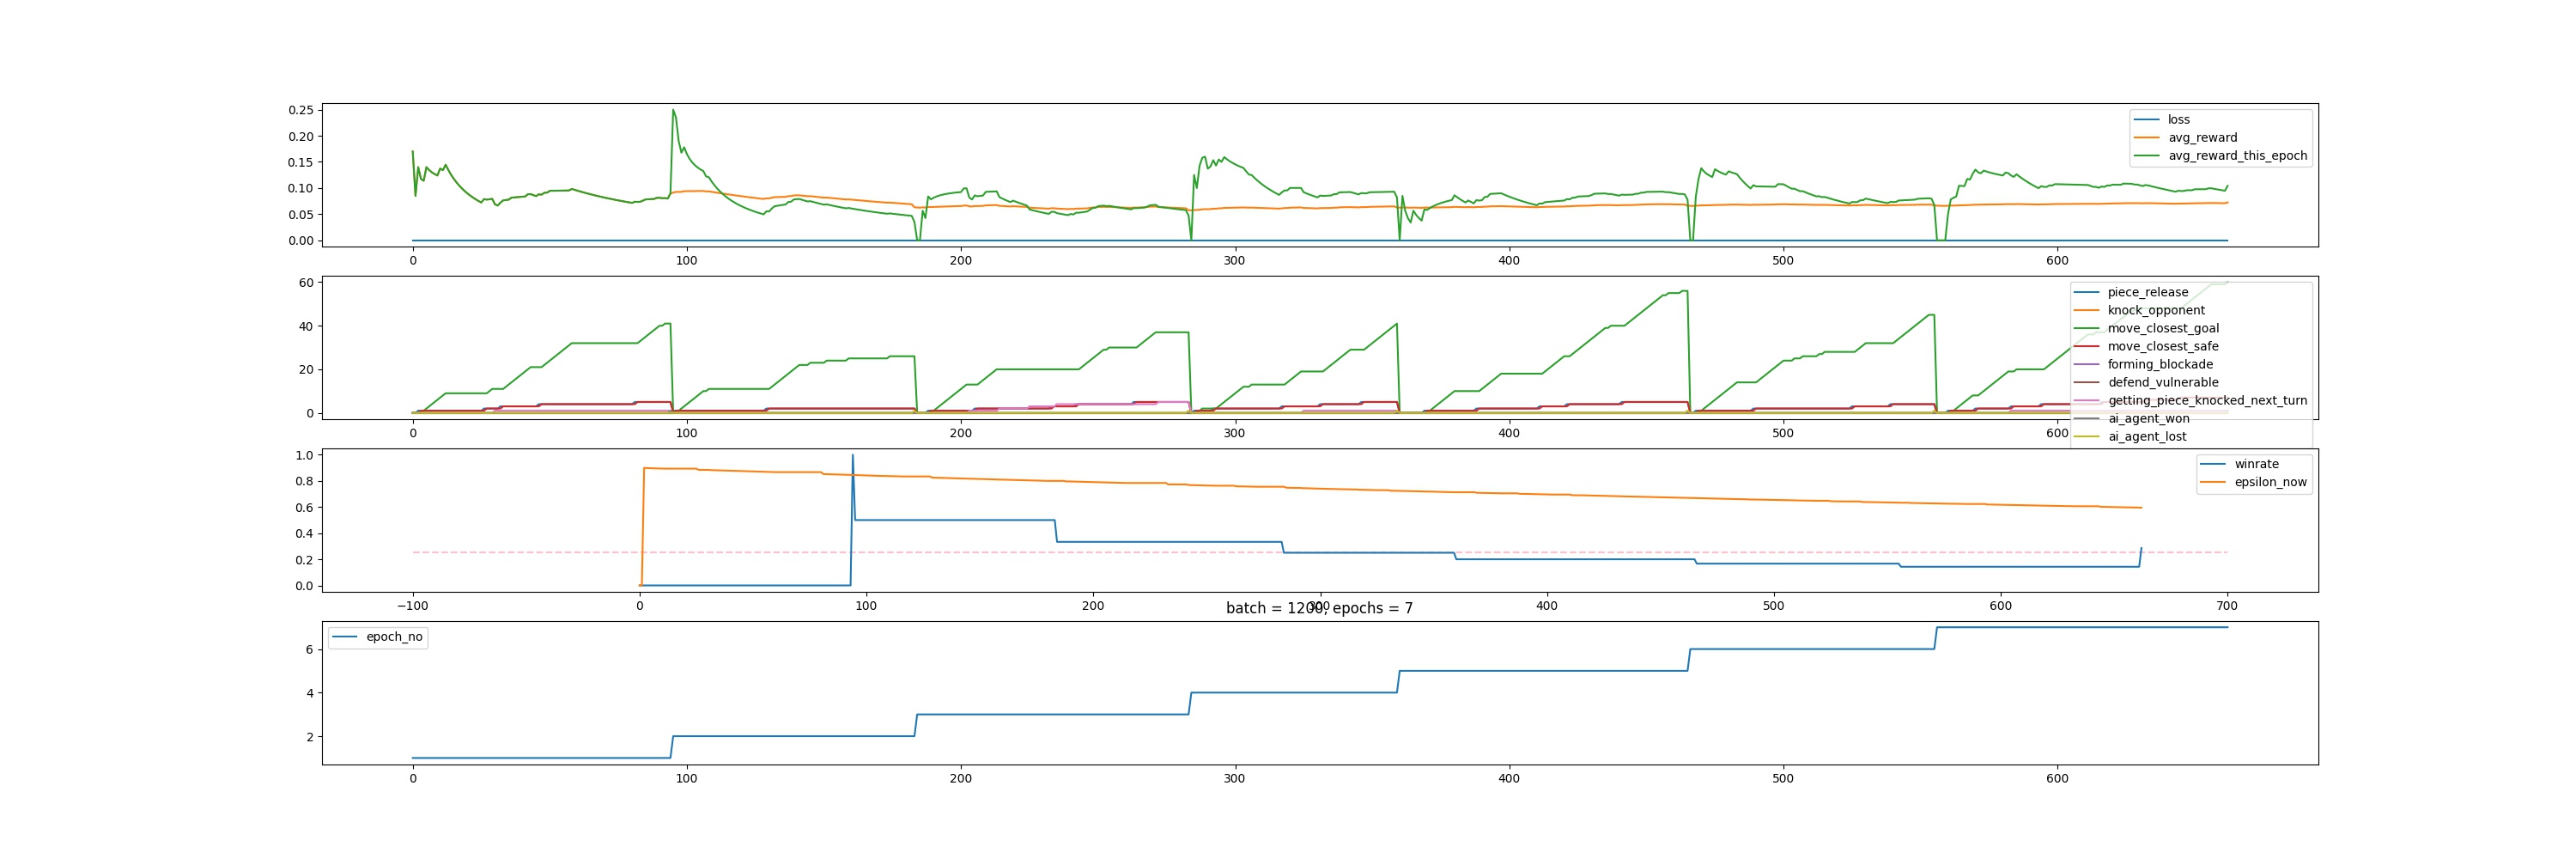 0.25
0.20
0.15
0.10
0.05
0.00
loss
avg_reward
avg_reward_this_epoch
0 100 200 300 400 500 600
60
40
20
0
piece_release
knock_opponent
move_closest_goal
move_closest_safe
forming_blockade
defend_vulnerable
getting_piece_knocked_next_turn
ai_agent_won
ai_agent_lost
0 100 200 300 400 500 600
1.0
0.8
0.6
0.4
0.2
0.0
winrate
epsilon_now
−100 0 100 200 300 400 500 600 700
batch = 1200, epochs = 7
epoch_no
6
4
2
0 100 200 300 400 500 600